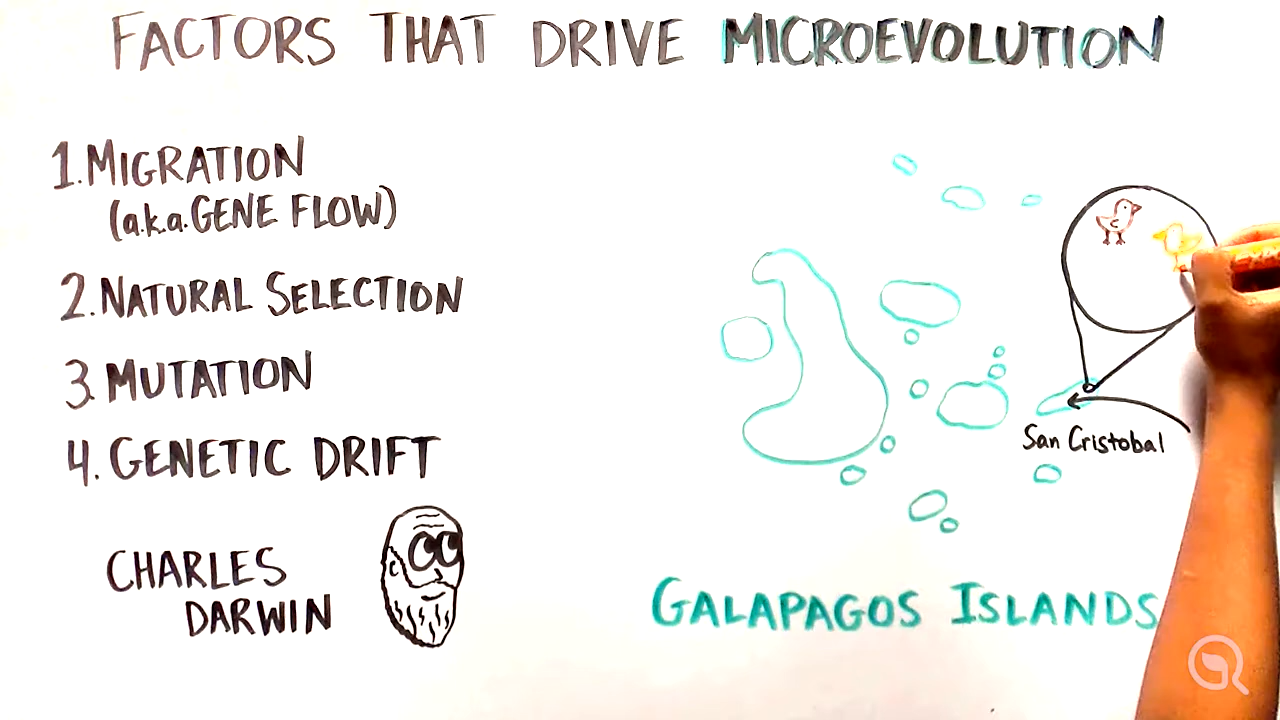 FACTORS THAT DRIVE MICROEVOLUTION
1. MIGRATION
(a.k.a. GENE FLOW)
2. NATURAL SELECTION
3. MUTATION
4. GENETIC DRIFT
CHARLES
DARWIN
San Cristobal
GALAPAGOS ISLANDS